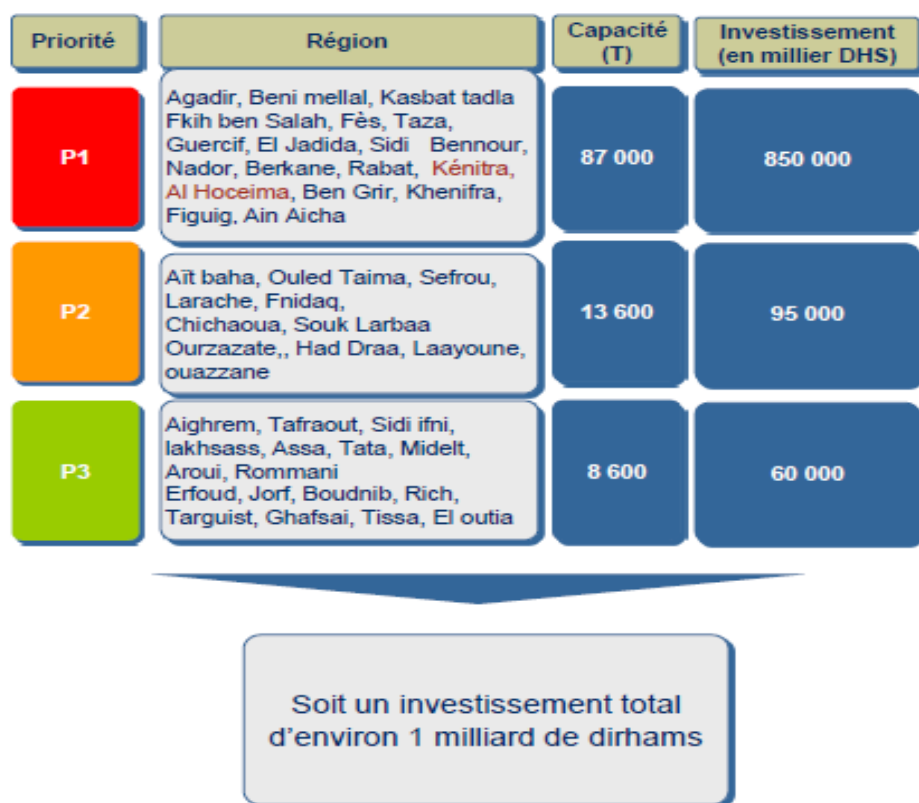 Priorité
Région
Capacité
(T)
Investissement
(en millier DHS)
P1
Agadir, Beni mellal, Kasbat tadla
Fkih ben Salah, Fès, Taza,
Guercif, El Jadida, Sidi Bennour,
Nador, Berkane, Rabat, Kénitra,
Al Hoceima, Ben Grir, Khenifra,
Figuig, Ain Aicha
87 000
850 000
P2
Aït baha, Ouled Taima, Sefrou,
Larache, Fnidaq,
Chichaoua, Souk Larbaa
Ourzazate,, Had Draa, Laayoune,
ouazzane
13 600
95 000
P3
Aighrem, Tafraout, Sidi ifni,
lakhsass, Assa, Tata, Midelt,
Aroui, Rommani
Erfoud, Jorf, Boudnib, Rich,
Targuist, Ghafsai, Tissa, El outia
8 600
60 000
Soit un investissement total
d'environ 1 milliard de dirhams